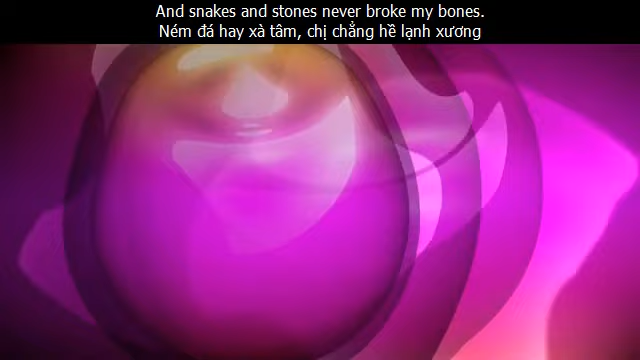 And snakes and stones never broke my bones.
Ném đá hay xà tâm, chị chẳng hề lạnh xương